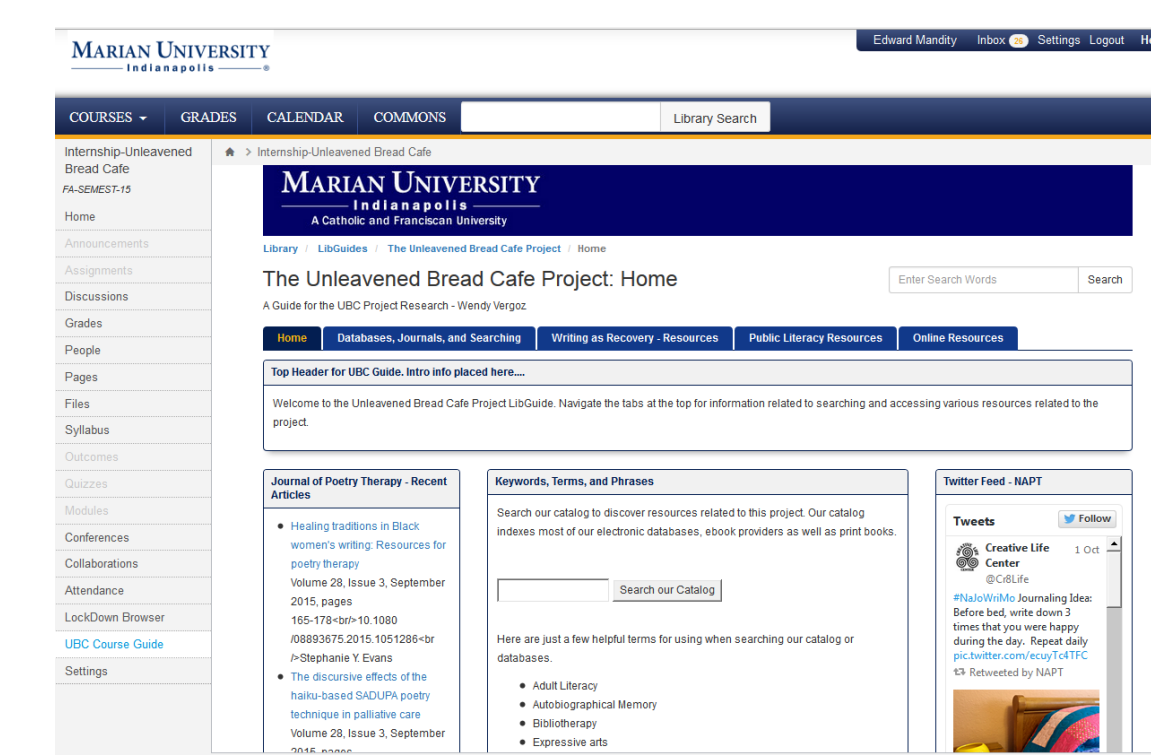 MARIAN UNIVERSITY
Indianapolis ®
Edward Mandity Inbox 26 Settings Logout
COURSES GRADES CALENDAR COMMONS Library Search
Internship-Unleavened
Bread Cafe
FA-SEMEST-15
Home
Announcements
Assignments
Discussions
Grades
People
Pages
Files
Syllabus
Outcomes
Quizzes
Modules
Conferences
Collaborations
Attendance
LockDown Browser
UBC Course Guide
Settings
> Internship-Unleavened Bread Cafe
MARIAN UNIVERSITY
Indianapolis
A Catholic and Franciscan University
Library / LibGuides / The Unleavened Bread Cafe Project / Home
The Unleavened Bread Cafe Project: Home
Enter Search Words Search
A Guide for the UBC Project Research - Wendy Vergoz
Home Databases, Journals, and Searching Writing as Recovery - Resources Public Literacy Resources Online Resources
Top Header for UBC Guide. Intro info placed here....
Welcome to the Unleavened Bread Cafe Project LibGuide. Navigate the tabs at the top for information related to searching and accessing various resources related to the
project.
Journal of Poetry Therapy - Recent
Articles
Healing traditions in Black
women's writing: Resources for
poetry therapy
Volume 28, Issue 3, September
2015, pages
165-178<br/>10.1080
/08893675.2015.1051286<br
/>Stephanie Y. Evans
The discursive effects of the
haiku-based SADUPA poetry
technique in palliative care
Volume 28, Issue 3, September
2015, pages
Keywords, Terms, and Phrases
Search our catalog to discover resources related to this project. Our catalog
indexes most of our electronic databases, ebook providers as well as print books.
Search our Catalog
Here are just a few helpful terms for using when searching our catalog or
databases.
Adult Literacy
Autobiographical Memory
Bibliotherapy
Expressive arts
Twitter Feed - NAPT
Tweets Follow
Creative Life 1 Oct
Center
@Cr8Life
#NaJoWriMo Journaling Idea:
Before bed, write down 3
times that you were happy
during the day. Repeat daily
pic.twitter.com/ecuyTc4TFC
Retweeted by NAPT